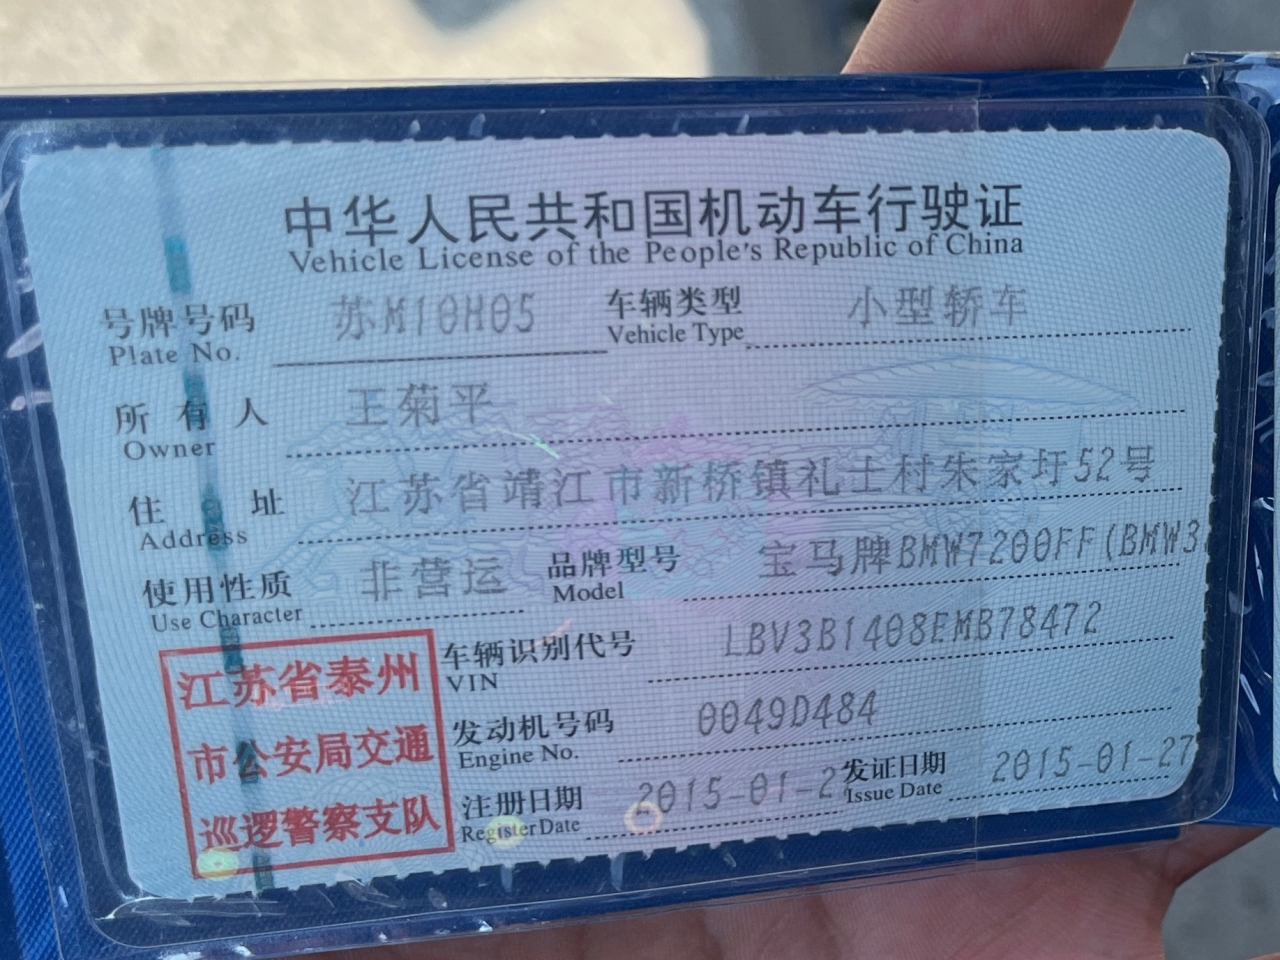 中华人民共和国机动车行驶证
Vehicle License of the People's Republic of China
号牌号码 苏M10H05 车辆类型 小型轿车
Plate No. Vehicle Type
所有人 王菊平
Owner
住址 江苏省靖江市新桥镇礼士村朱家圩52号
Address
使用性质 非营运 品牌型号 宝马牌BMW7200FF(BMW3
Use Character Model
江苏省泰州
市公安局交通
巡逻警察支队
车辆识别代号 LBV3B1408EMB78472
VIN
发动机号码 0049D484
Engine No.
注册日期 2015-01-2 发证日期 2015-01-27
Register Date Issue Date